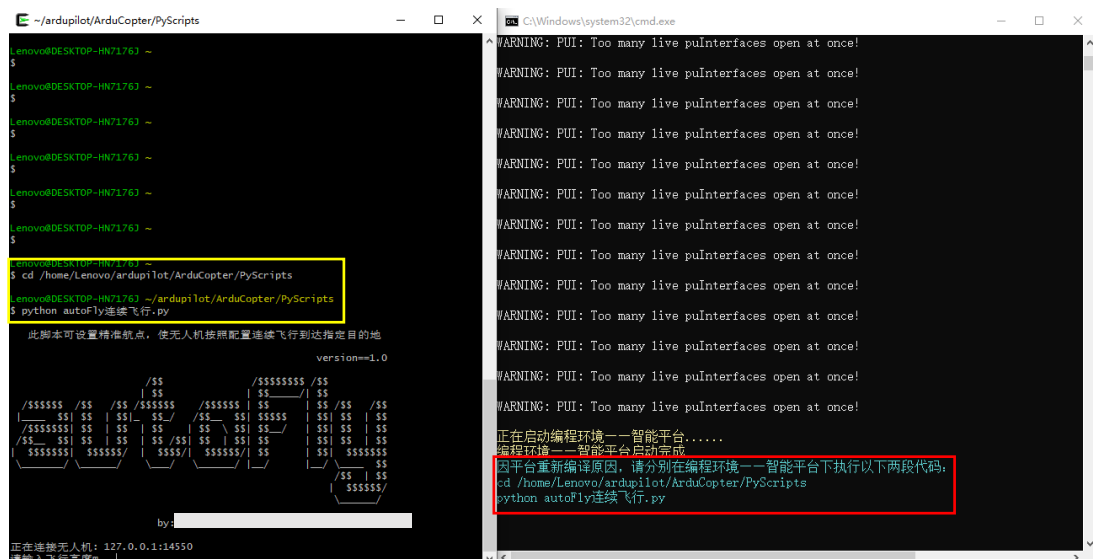 ~/ardupilot/ArduCopter/PyScripts
Lenovo@DESKTOP-HN7176J ~
$
Lenovo@DESKTOP-HN7176J ~
$
Lenovo@DESKTOP-HN7176J ~
$
Lenovo@DESKTOP-HN7176J ~
$
Lenovo@DESKTOP-HN7176J ~
$
Lenovo@DESKTOP-HN7176J ~
$
Lenovo@DESKTOP-HN7176J ~
$ cd /home/Lenovo/ardupilot/ArduCopter/PyScripts
Lenovo@DESKTOP-HN7176J ~/ardupilot/ArduCopter/PyScripts
$ python autoFly连续飞行.py
此脚本可设置精准航点，使无人机按照配置连续飞行到达指定目的地
version==1.0
autoFly
by:
正在连接无人机: 127.0.0.1:14550
请输入飞行高度m
C:\Windows\system32\cmd.exe
WARNING: PUI: Too many live puInterfaces open at once!
WARNING: PUI: Too many live puInterfaces open at once!
WARNING: PUI: Too many live puInterfaces open at once!
WARNING: PUI: Too many live puInterfaces open at once!
WARNING: PUI: Too many live puInterfaces open at once!
WARNING: PUI: Too many live puInterfaces open at once!
WARNING: PUI: Too many live puInterfaces open at once!
WARNING: PUI: Too many live puInterfaces open at once!
WARNING: PUI: Too many live puInterfaces open at once!
WARNING: PUI: Too many live puInterfaces open at once!
WARNING: PUI: Too many live puInterfaces open at once!
WARNING: PUI: Too many live puInterfaces open at once!
WARNING: PUI: Too many live puInterfaces open at once!
正在启动编程环境——智能平台......
编程环境——智能平台启动完成
因平台重新编译原因，请分别在编程环境——智能平台下执行以下两段代码:
cd /home/Lenovo/ardupilot/ArduCopter/PyScripts
python autoFly连续飞行.py